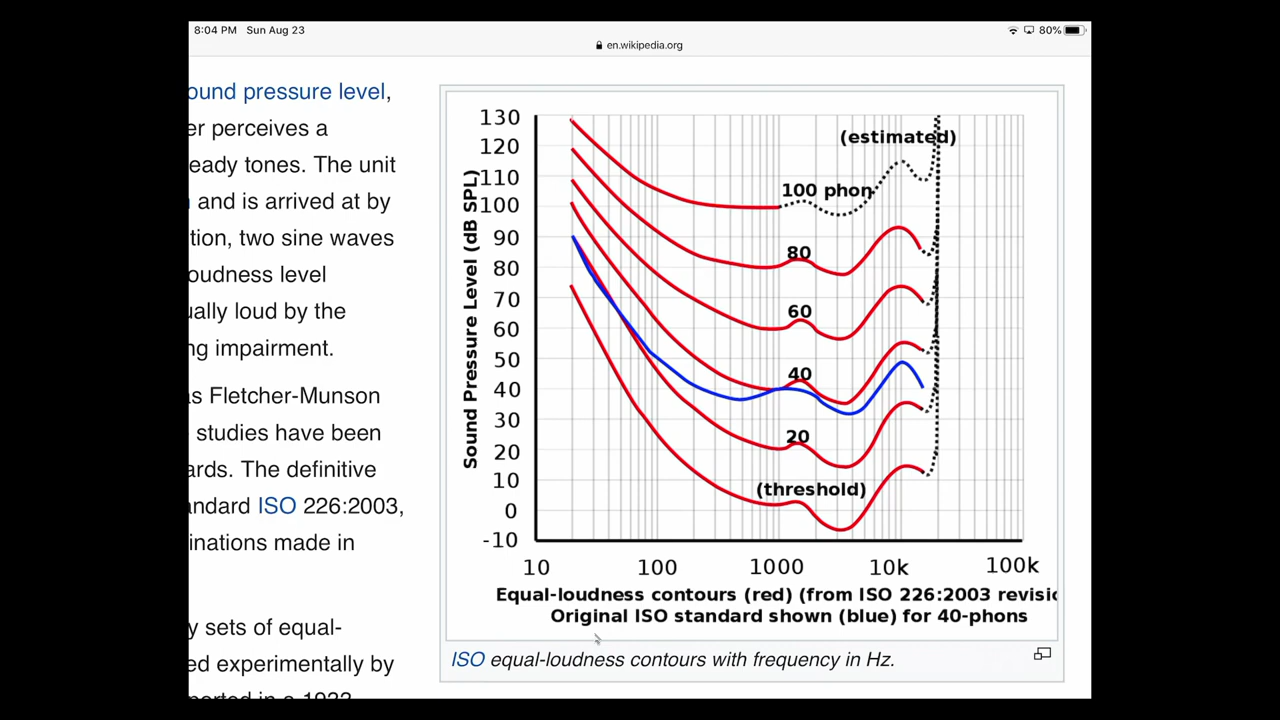 8:04 PM Sun Aug 23
80%
en.wikipedia.org
ound pressure level,
er perceives a
eady tones. The unit
and is arrived at by
tion, two sine waves
oudness level
ually loud by the
ng impairment.
as Fletcher-Munson
studies have been
ards. The definitive
andard ISO 226:2003,
inations made in
y sets of equal-
ed experimentally by
Sound Pressure Level (dB SPL)
130
120
110
100
90
80
70
60
50
40
30
20
10
0
-10
(estimated)
100 phon
80
60
40
20
(threshold)
10 100 1000 10k 100k
Equal-loudness contours (red) (from ISO 226:2003 revisio
Original ISO standard shown (blue) for 40-phons
ISO equal-loudness contours with frequency in Hz.